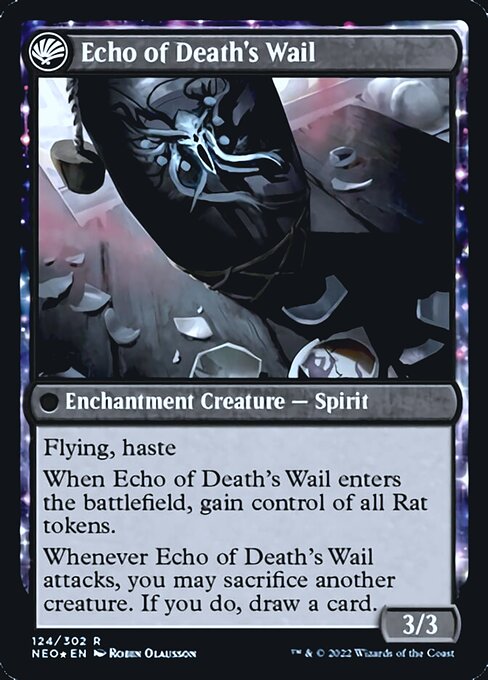 Echo of Death's Wail
Enchantment Creature — Spirit
Flying, haste
When Echo of Death's Wail enters
the battlefield, gain control of all Rat
tokens.
Whenever Echo of Death's Wail
attacks, you may sacrifice another
creature. If you do, draw a card.
3/3
124/302 R
NEO★EN Robin Olausson
™ & © 2022 Wizards of the Coast